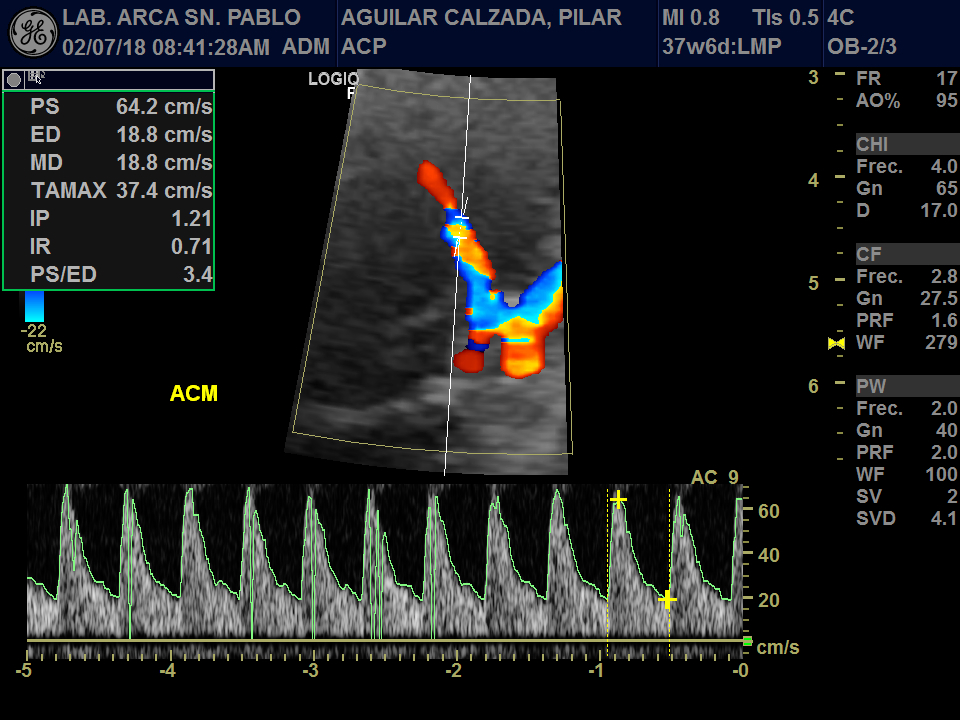 LAB. ARCA SN. PABLO
02/07/18 08:41:28AM ADM
AGUILAR CALZADA, PILAR
ACP
MI 0.8 TIs 0.5
37w6d:LMP
4C
OB-2/3
LOGIQ
PS 64.2 cm/s
ED 18.8 cm/s
MD 18.8 cm/s
TAMAX 37.4 cm/s
IP 1.21
IR 0.71
PS/ED 3.4
-22
cm/s
ACM
3
4
5
6
FR 17
AO% 95
CHI
Frec. 4.0
Gn 65
D 17.0
CF
Frec. 2.8
Gn 27.5
PRF 1.6
WF 279
PW
Frec. 2.0
Gn 40
PRF 2.0
WF 100
SV 2
SVD 4.1
AC 9
60
40
20
cm/s
-5 -4 -3 -2 -1 -0